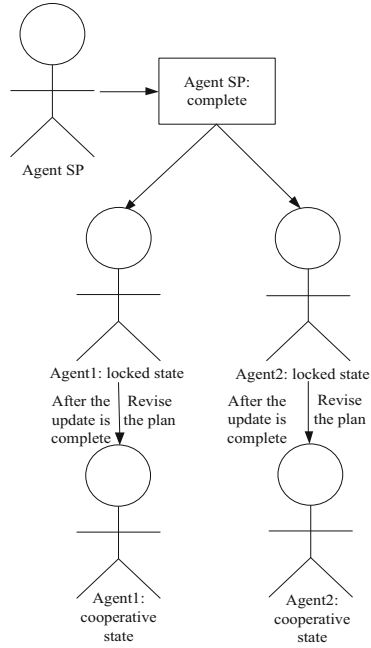 Agent SP:
complete
Agent SP
Agent1: locked state
Agent2: locked state
After the
update is
complete
Revise
the plan
After the
update is
complete
Revise
the plan
Agent1:
cooperative
state
Agent2:
cooperative
state